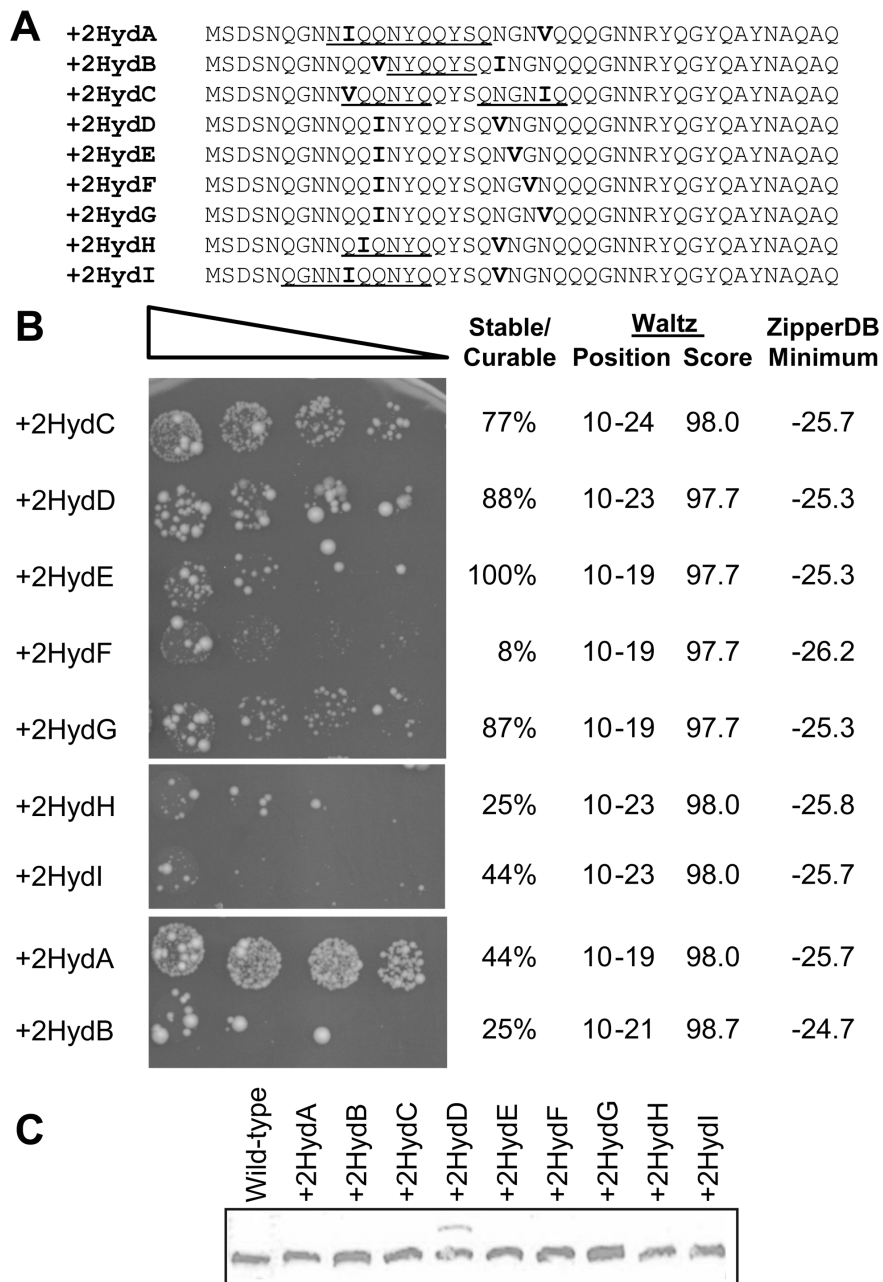 A
+2HydA MSDSNQGNNIQQNYQQYSQNGNVQQQGNNRYQGYQAYNAQAQ
+2HydB MSDSNQGNNQQVNYQQYSQINGNQQQGNNRYQGYQAYNAQAQ
+2HydC MSDSNQGNNVQQNYQQYSQNGNIQQQGNNRYQGYQAYNAQAQ
+2HydD MSDSNQGNNQQINYQQYSQVNGNQQQGNNRYQGYQAYNAQAQ
+2HydE MSDSNQGNNQQINYQQYSQNVGNQQQGNNRYQGYQAYNAQAQ
+2HydF MSDSNQGNNQQINYQQYSQNGVNQQQGNNRYQGYQAYNAQAQ
+2HydG MSDSNQGNNQQINYQQYSQNGNVQQQGNNRYQGYQAYNAQAQ
+2HydH MSDSNQGNNQIQNYQQYSQVNGNQQQGNNRYQGYQAYNAQAQ
+2HydI MSDSNQGNNIQQNYQQYSQVNGNQQQGNNRYQGYQAYNAQAQ
B
Stable/ Waltz ZipperDB
Curable Position Score Minimum
+2HydC 77% 10-24 98.0 -25.7
+2HydD 88% 10-23 97.7 -25.3
+2HydE 100% 10-19 97.7 -25.3
+2HydF 8% 10-19 97.7 -26.2
+2HydG 87% 10-19 97.7 -25.3
+2HydH 25% 10-23 98.0 -25.8
+2HydI 44% 10-23 98.0 -25.7
+2HydA 44% 10-19 98.0 -25.7
+2HydB 25% 10-21 98.7 -24.7
C
Wild-type +2HydA +2HydB +2HydC +2HydD +2HydE +2HydF +2HydG +2HydH +2HydI